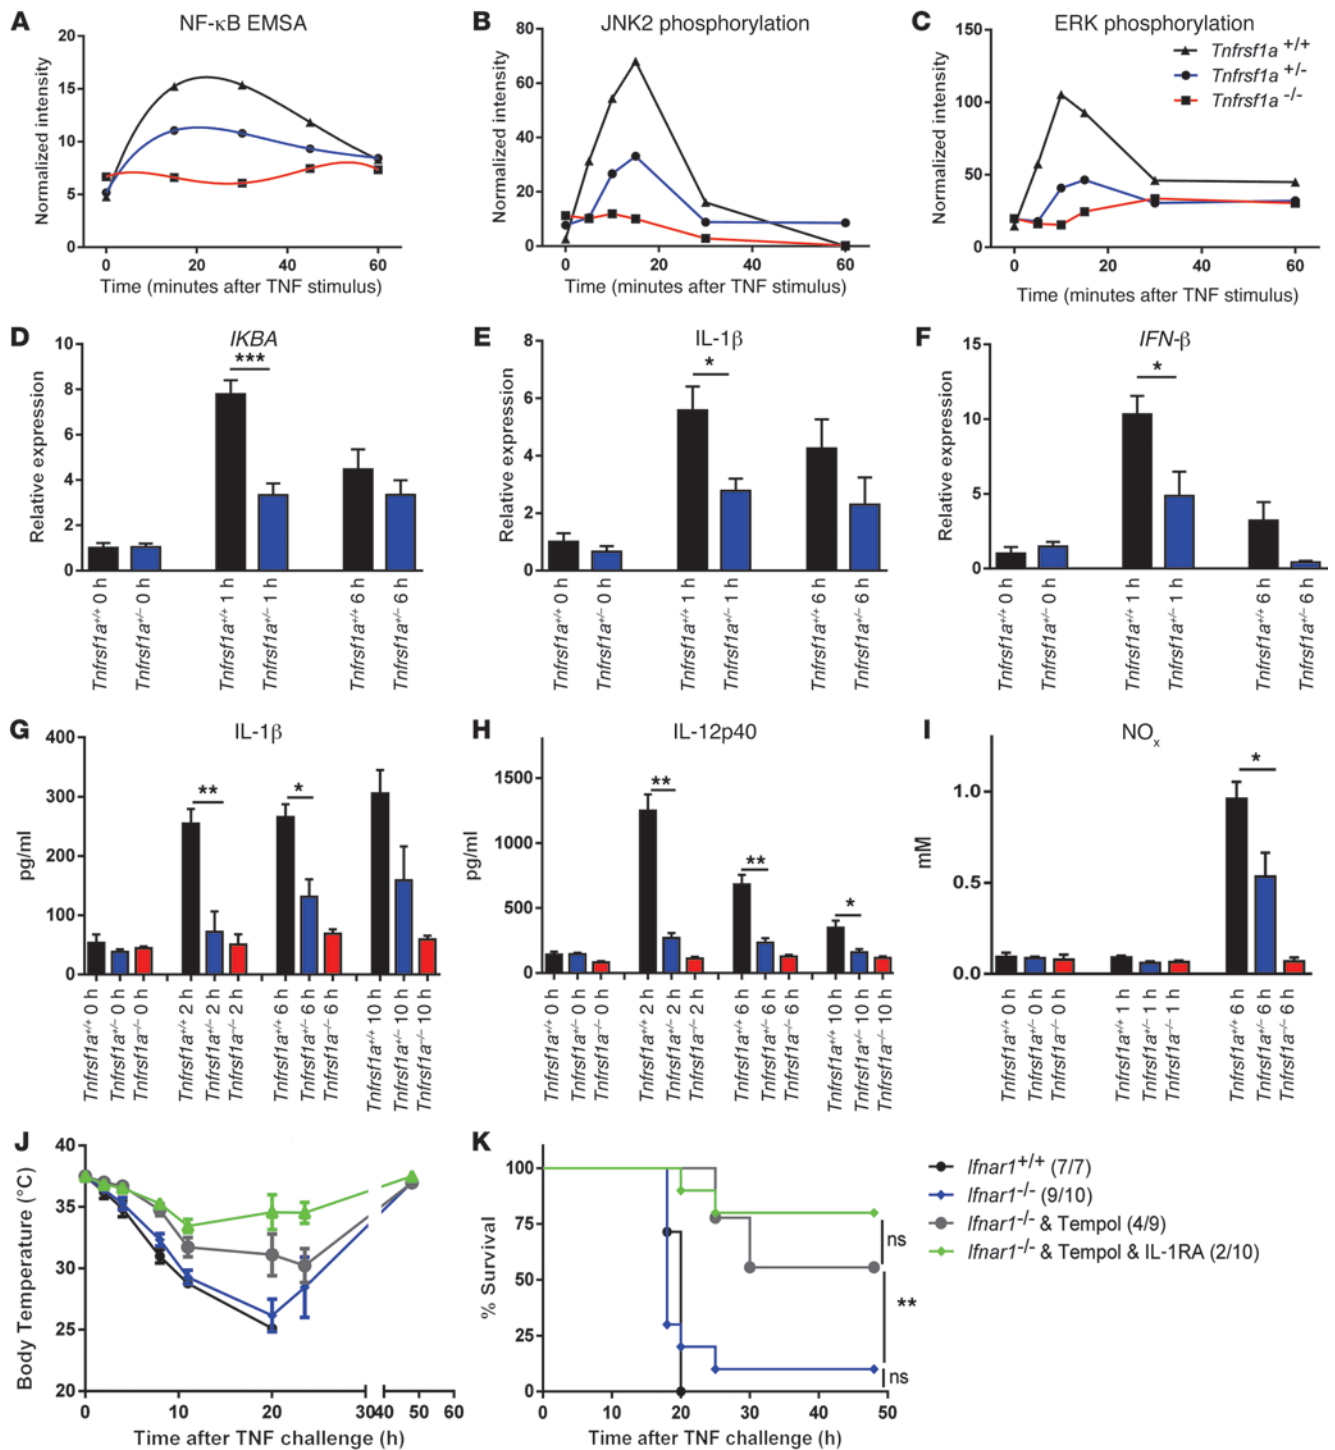 A
NF-κB EMSA
Normalized intensity
20
15
10
5
0
0
20
40
60
Time (minutes after TNF stimulus)
B
JNK2 phosphorylation
Normalized intensity
80
60
40
20
0
0
20
40
60
Time (minutes after TNF stimulus)
C
ERK phosphorylation
Normalized intensity
150
100
50
0
0
20
40
60
Time (minutes after TNF stimulus)
Tnfrsf1a +/+
Tnfrsf1a +/-
Tnfrsf1a -/-
D
IKBA
Relative expression
10
8
6
4
2
0
***
Tnfrsf1a+/+ 0 h
Tnfrsf1a+/– 0 h
Tnfrsf1a+/+ 1 h
Tnfrsf1a+/– 1 h
Tnfrsf1a+/+ 6 h
Tnfrsf1a+/– 6 h
E
IL-1β
Relative expression
8
6
4
2
0
*
Tnfrsf1a+/+ 0 h
Tnfrsf1a+/– 0 h
Tnfrsf1a+/+ 1 h
Tnfrsf1a+/– 1 h
Tnfrsf1a+/+ 6 h
Tnfrsf1a+/– 6 h
F
IFN-β
Relative expression
15
10
5
0
*
Tnfrsf1a+/+ 0 h
Tnfrsf1a+/– 0 h
Tnfrsf1a+/+ 1 h
Tnfrsf1a+/– 1 h
Tnfrsf1a+/+ 6 h
Tnfrsf1a+/– 6 h
G
IL-1β
pg/ml
400
300
200
100
0
**
*
Tnfrsf1a+/+ 0 h
Tnfrsf1a+/– 0 h
Tnfrsf1a–/– 0 h
Tnfrsf1a+/+ 2 h
Tnfrsf1a+/– 2 h
Tnfrsf1a–/– 2 h
Tnfrsf1a+/+ 6 h
Tnfrsf1a+/– 6 h
Tnfrsf1a–/– 6 h
Tnfrsf1a+/+ 10 h
Tnfrsf1a+/– 10 h
Tnfrsf1a–/– 10 h
H
IL-12p40
pg/ml
1500
1000
500
0
**
**
*
Tnfrsf1a+/+ 0 h
Tnfrsf1a+/– 0 h
Tnfrsf1a–/– 0 h
Tnfrsf1a+/+ 2 h
Tnfrsf1a+/– 2 h
Tnfrsf1a–/– 2 h
Tnfrsf1a+/+ 6 h
Tnfrsf1a+/– 6 h
Tnfrsf1a–/– 6 h
Tnfrsf1a+/+ 10 h
Tnfrsf1a+/– 10 h
Tnfrsf1a–/– 10 h
I
NOx
mM
1.0
0.5
0.0
*
Tnfrsf1a+/+ 0 h
Tnfrsf1a+/– 0 h
Tnfrsf1a–/– 0 h
Tnfrsf1a+/+ 1 h
Tnfrsf1a+/– 1 h
Tnfrsf1a–/– 1 h
Tnfrsf1a+/+ 6 h
Tnfrsf1a+/– 6 h
Tnfrsf1a–/– 6 h
J
Body Temperature (°C)
40
35
30
25
20
0
10
20
30
40
50
60
Time after TNF challenge (h)
K
% Survival
100
75
50
25
0
0
10
20
30
40
50
Time after TNF challenge (h)
ns
**
ns
Ifnar1+/+ (7/7)
Ifnar1-/- (9/10)
Ifnar1-/- & Tempol (4/9)
Ifnar1-/- & Tempol & IL-1RA (2/10)